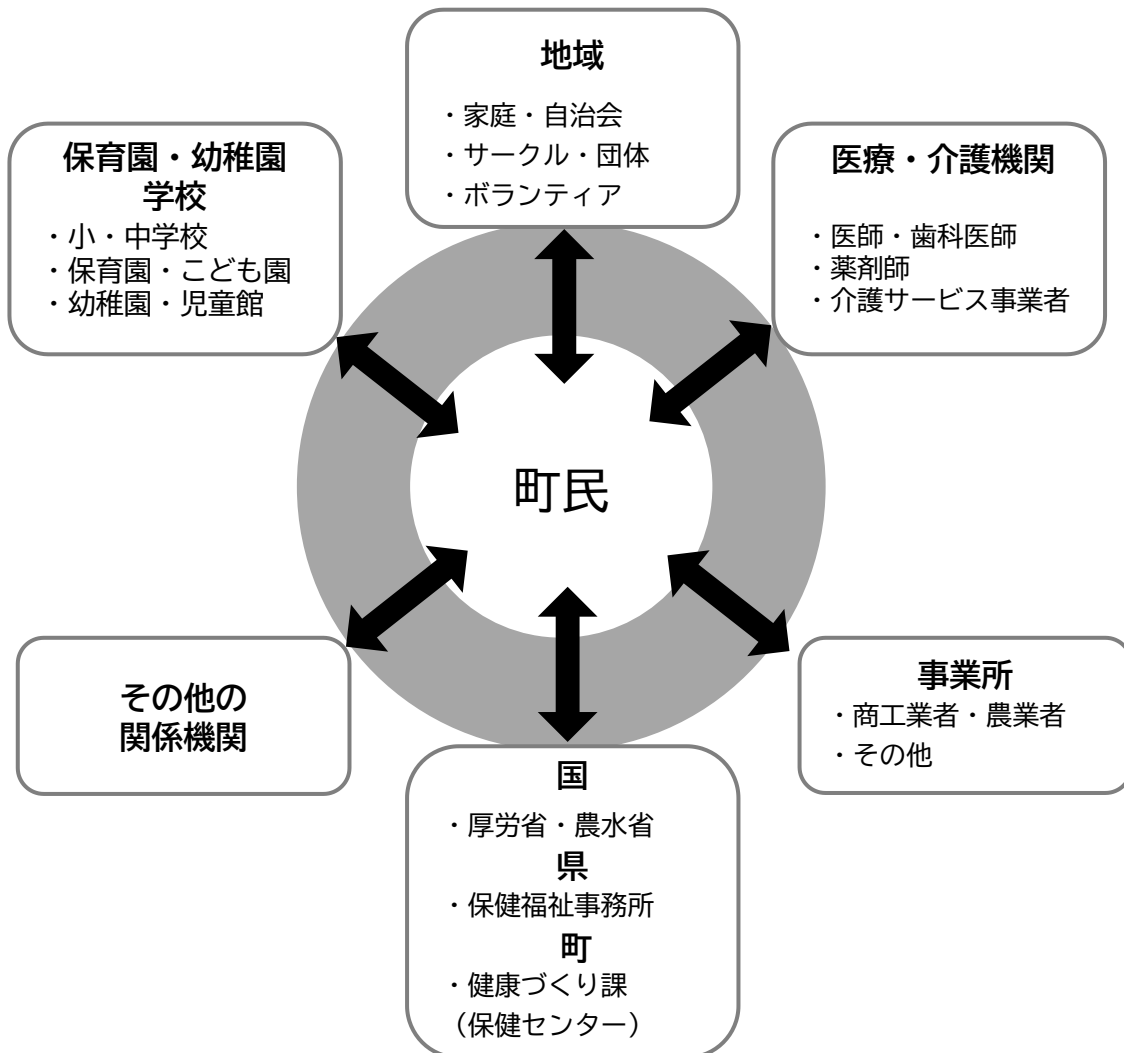 地域
・家庭・自治会
・サークル・団体
・ボランティア
保育園・幼稚園
学校
・小・中学校
・保育園・こども園
・幼稚園・児童館
医療・介護機関
・医師・歯科医師
・薬剤師
・介護サービス事業者
町民
その他の
関係機関
事業所
・商工業者・農業者
・その他
国
・厚労省・農水省
県
・保健福祉事務所
町
・健康づくり課
（保健センター）